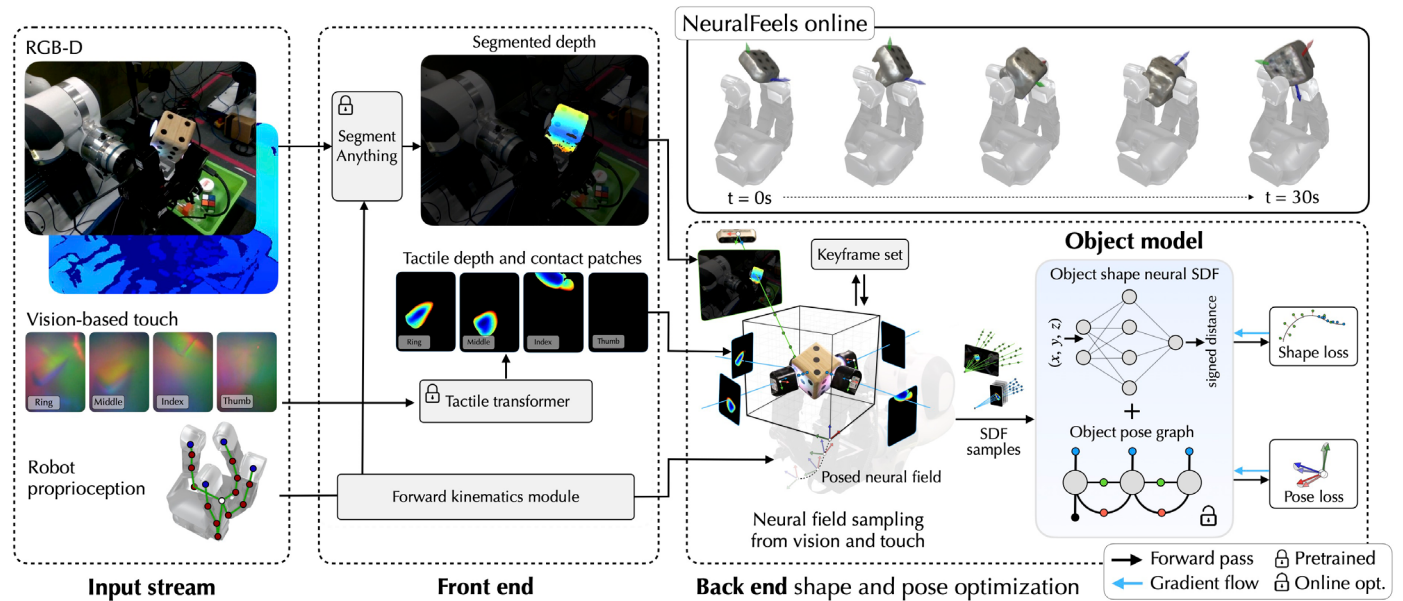 RGB-D
Vision-based touch
Ring
Middle
Index
Thumb
Robot
proprioception
Input stream
Segmented depth
Segment
Anything
Tactile depth and contact patches
Ring
Middle
Index
Thumb
Tactile transformer
Forward kinematics module
Front end
NeuralFeels online
t = 0s
t = 30s
Keyframe set
Posed neural field
Neural field sampling
from vision and touch
SDF
samples
Object model
Object shape neural SDF
(x, y, z)
signed distance
+
Object pose graph
Shape loss
Pose loss
Back end shape and pose optimization
Forward pass
Gradient flow
Pretrained
Online opt.